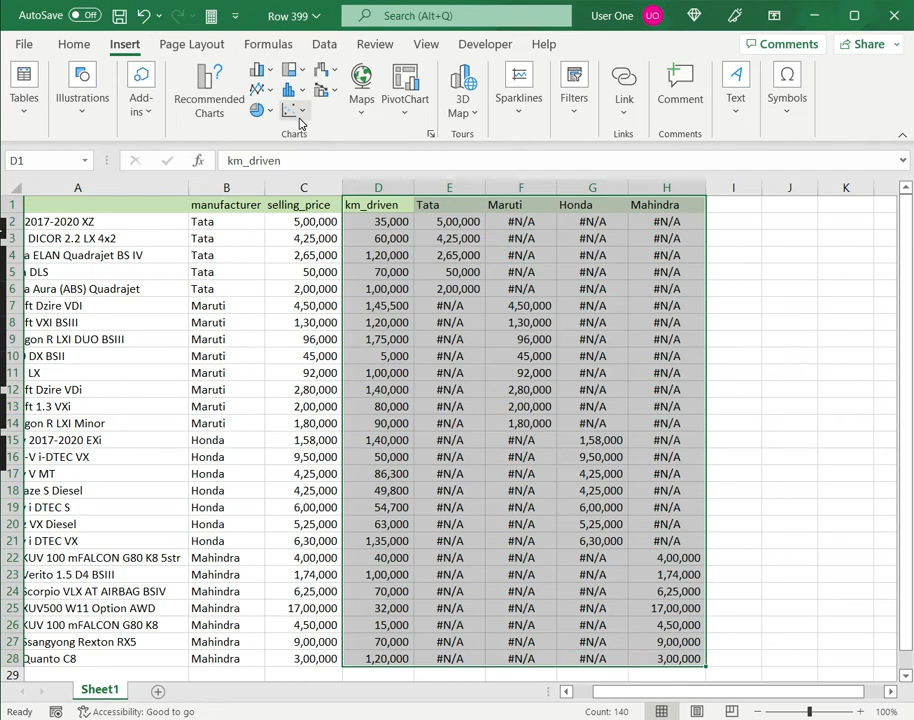 AutoSave Off Row 399 Search (Alt+Q) User One UO
File Home Insert Page Layout Formulas Data Review View Developer Help Comments Share
Tables Illustrations Add-ins Recommended Charts Maps PivotChart 3D Map Sparklines Filters Link Comment Text Symbols
Charts Tours Links Comments
D1 fx km_driven
A B C D E F G H I J K
1 manufacturer selling_price km_driven Tata Maruti Honda Mahindra
2 2017-2020 XZ Tata 5,00,000 35,000 5,00,000 #N/A #N/A #N/A
3 DICOR 2.2 LX 4x2 Tata 4,25,000 60,000 4,25,000 #N/A #N/A #N/A
4 a ELAN Quadrajet BS IV Tata 2,65,000 1,20,000 2,65,000 #N/A #N/A #N/A
5 DLS Tata 50,000 70,000 50,000 #N/A #N/A #N/A
6 a Aura (ABS) Quadrajet Tata 2,00,000 1,00,000 2,00,000 #N/A #N/A #N/A
7 ft Dzire VDI Maruti 4,50,000 1,45,500 #N/A 4,50,000 #N/A #N/A
8 ft VXI BSIII Maruti 1,30,000 1,20,000 #N/A 1,30,000 #N/A #N/A
9 gon R LXI DUO BSIII Maruti 96,000 1,75,000 #N/A 96,000 #N/A #N/A
10 DX BSII Maruti 45,000 5,000 #N/A 45,000 #N/A #N/A
11 LX Maruti 92,000 1,00,000 #N/A 92,000 #N/A #N/A
12 ft Dzire VDi Maruti 2,80,000 1,40,000 #N/A 2,80,000 #N/A #N/A
13 ft 1.3 VXi Maruti 2,00,000 80,000 #N/A 2,00,000 #N/A #N/A
14 gon R LXI Minor Maruti 1,80,000 90,000 #N/A 1,80,000 #N/A #N/A
15 y 2017-2020 EXi Honda 1,58,000 1,40,000 #N/A #N/A 1,58,000 #N/A
16 -V i-DTEC VX Honda 9,50,000 50,000 #N/A #N/A 9,50,000 #N/A
17 V MT Honda 4,25,000 86,300 #N/A #N/A 4,25,000 #N/A
18 aze S Diesel Honda 4,25,000 49,800 #N/A #N/A 4,25,000 #N/A
19 i DTEC S Honda 6,00,000 54,700 #N/A #N/A 6,00,000 #N/A
20 VX Diesel Honda 5,25,000 63,000 #N/A #N/A 5,25,000 #N/A
21 i DTEC VX Honda 6,30,000 1,35,000 #N/A #N/A 6,30,000 #N/A
22 KUV 100 mFALCON G80 K8 5str Mahindra 4,00,000 40,000 #N/A #N/A #N/A 4,00,000
23 Verito 1.5 D4 BSIII Mahindra 1,74,000 1,00,000 #N/A #N/A #N/A 1,74,000
24 Scorpio VLX AT AIRBAG BSIV Mahindra 6,25,000 70,000 #N/A #N/A #N/A 6,25,000
25 XUV500 W11 Option AWD Mahindra 17,00,000 32,000 #N/A #N/A #N/A 17,00,000
26 KUV 100 mFALCON G80 K8 Mahindra 4,50,000 15,000 #N/A #N/A #N/A 4,50,000
27 Ssangyong Rexton RX5 Mahindra 9,00,000 70,000 #N/A #N/A #N/A 9,00,000
28 Quanto C8 Mahindra 3,00,000 1,20,000 #N/A #N/A #N/A 3,00,000
29
Sheet1
Ready Accessibility: Good to go Count: 140 100%